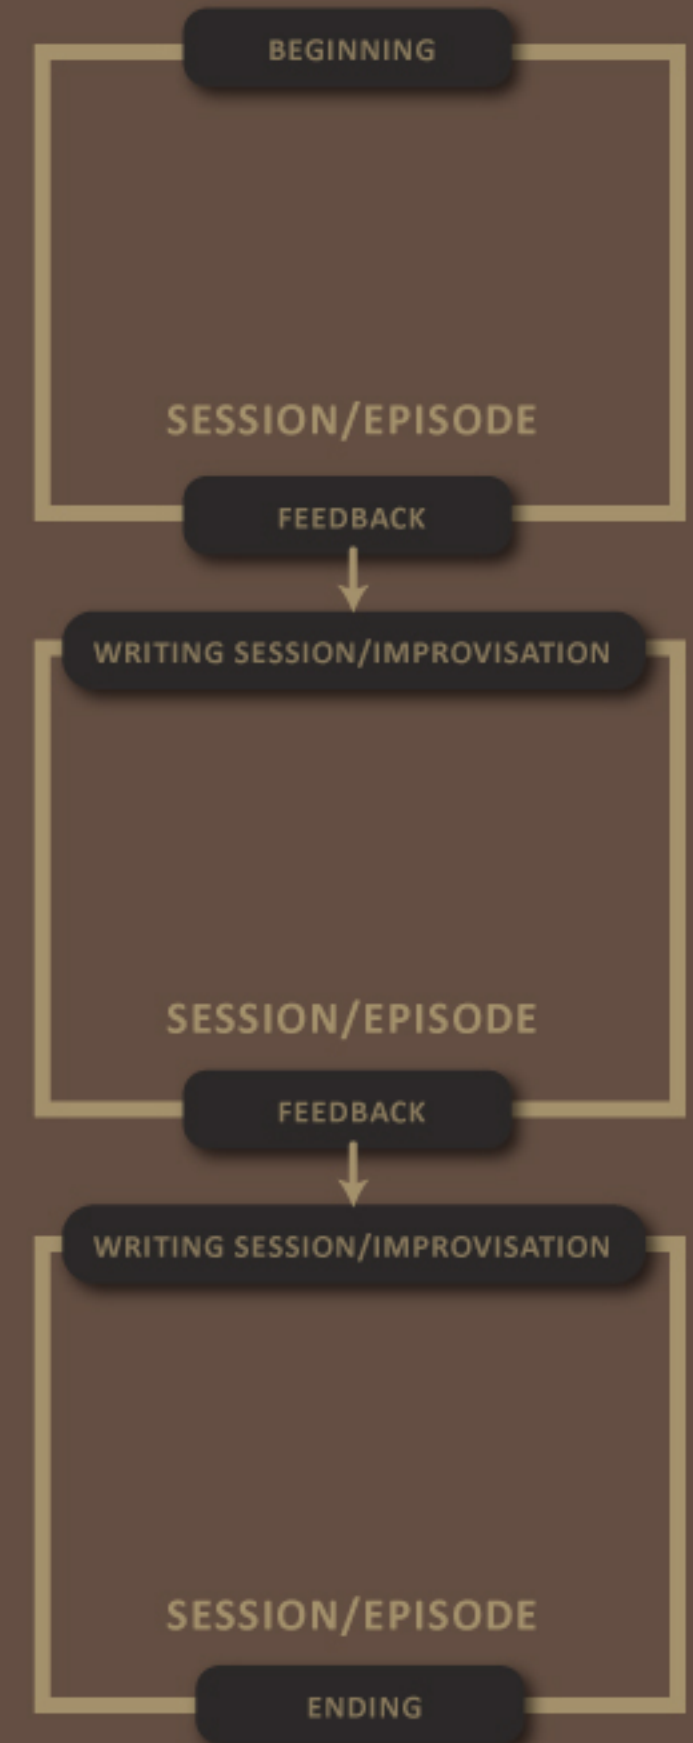 BEGINNING
SESSION/EPISODE
FEEDBACK
WRITING SESSION/IMPROVISATION
SESSION/EPISODE
FEEDBACK
WRITING SESSION/IMPROVISATION
SESSION/EPISODE
ENDING